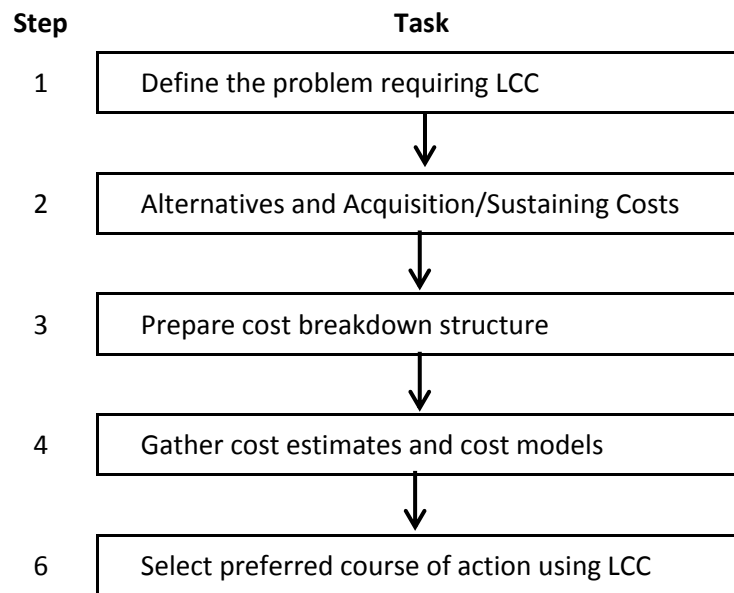 Step Task
1 Define the problem requiring LCC
2 Alternatives and Acquisition/Sustaining Costs
3 Prepare cost breakdown structure
4 Gather cost estimates and cost models
6 Select preferred course of action using LCC